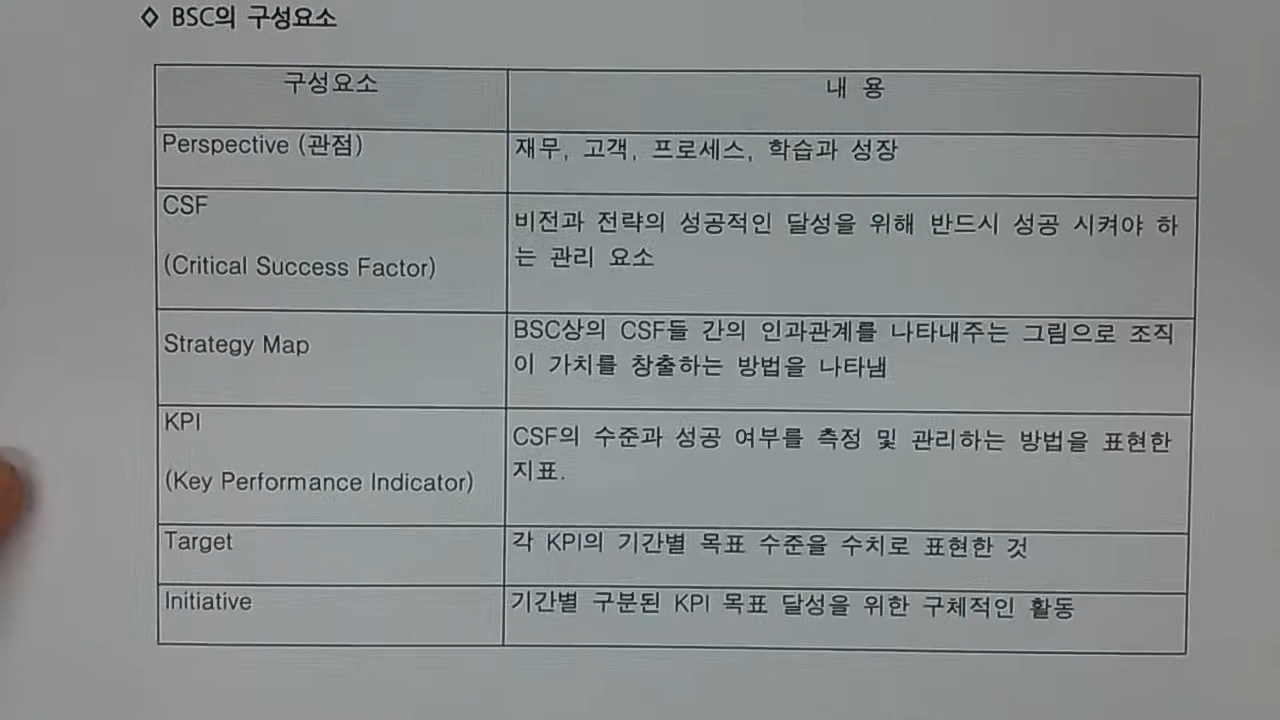 ◇ BSC의 구성요소
구성요소
내 용
Perspective (관점)
재무, 고객, 프로세스, 학습과 성장
CSF
(Critical Success Factor)
비전과 전략의 성공적인 달성을 위해 반드시 성공 시켜야 하
는 관리 요소
Strategy Map
BSC상의 CSF들 간의 인과관계를 나타내주는 그림으로 조직
이 가치를 창출하는 방법을 나타냄
KPI
(Key Performance Indicator)
CSF의 수준과 성공 여부를 측정 및 관리하는 방법을 표현한
지표.
Target
각 KPI의 기간별 목표 수준을 수치로 표현한 것
Initiative
기간별 구분된 KPI 목표 달성을 위한 구체적인 활동